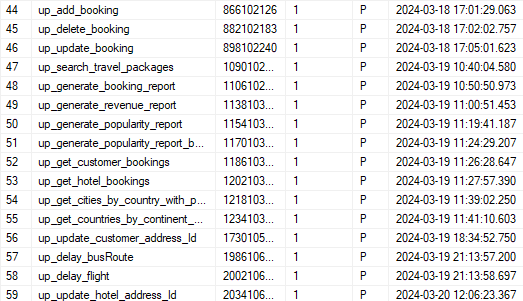 44 up_add_booking 866102126 1 P 2024-03-18 17:01:29.063
45 up_delete_booking 882102183 1 P 2024-03-18 17:02:02.757
46 up_update_booking 898102240 1 P 2024-03-18 17:05:01.623
47 up_search_travel_packages 1090102... 1 P 2024-03-19 10:40:04.580
48 up_generate_booking_report 1106102... 1 P 2024-03-19 10:50:50.973
49 up_generate_revenue_report 1138103... 1 P 2024-03-19 11:00:51.453
50 up_generate_popularity_report 1154103... 1 P 2024-03-19 11:19:41.187
51 up_generate_popularity_report_b... 1170103... 1 P 2024-03-19 11:24:29.207
52 up_get_customer_bookings 1186103... 1 P 2024-03-19 11:26:28.647
53 up_get_hotel_bookings 1202103... 1 P 2024-03-19 11:27:57.390
54 up_get_cities_by_country_with_p... 1218103... 1 P 2024-03-19 11:39:02.250
55 up_get_countries_by_continent_... 1234103... 1 P 2024-03-19 11:41:10.603
56 up_update_customer_address_Id 1730105... 1 P 2024-03-19 18:34:52.750
57 up_delay_busRoute 1986106... 1 P 2024-03-19 21:13:57.200
58 up_delay_flight 2002106... 1 P 2024-03-19 21:13:58.697
59 up_update_hotel_address_Id 2034106... 1 P 2024-03-20 12:06:23.367